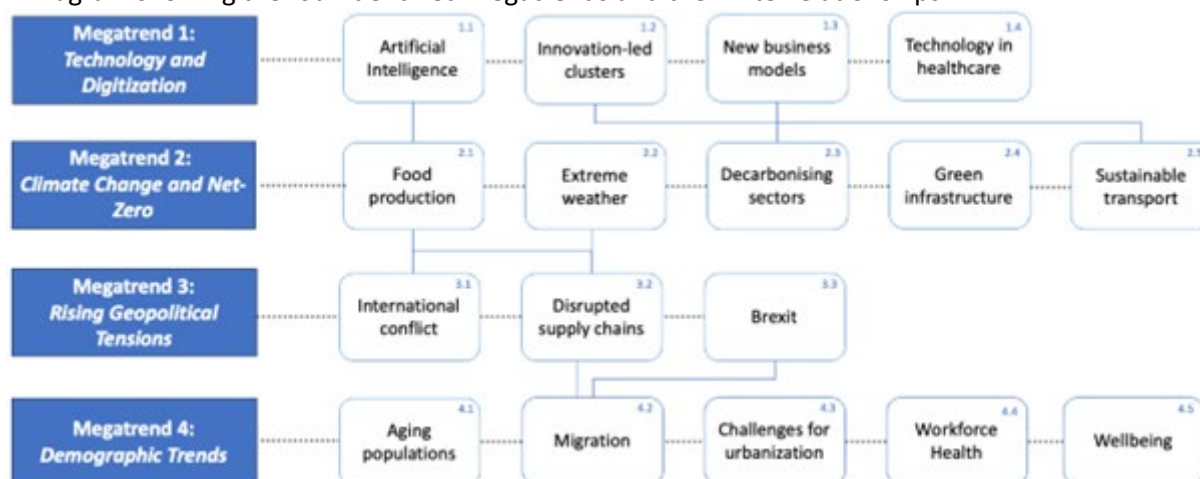 Megatrend 1:
Technology and
Digitization
1.1
Artificial
Intelligence
1.2
Innovation-led
clusters
1.3
New business
models
1.4
Technology in
healthcare
Megatrend 2:
Climate Change and Net-
Zero
2.1
Food
production
2.2
Extreme
weather
2.3
Decarbonising
sectors
2.4
Green
infrastructure
Sustainable
transport
Megatrend 3:
Rising Geopolitical
Tensions
3.1
International
conflict
3.2
Disrupted
supply chains
3.3
Brexit
Megatrend 4:
Demographic Trends
4.1
Aging
populations
4.2
Migration
4.3
Challenges for
urbanization
4.4
Workforce
Health
4.5
Wellbeing